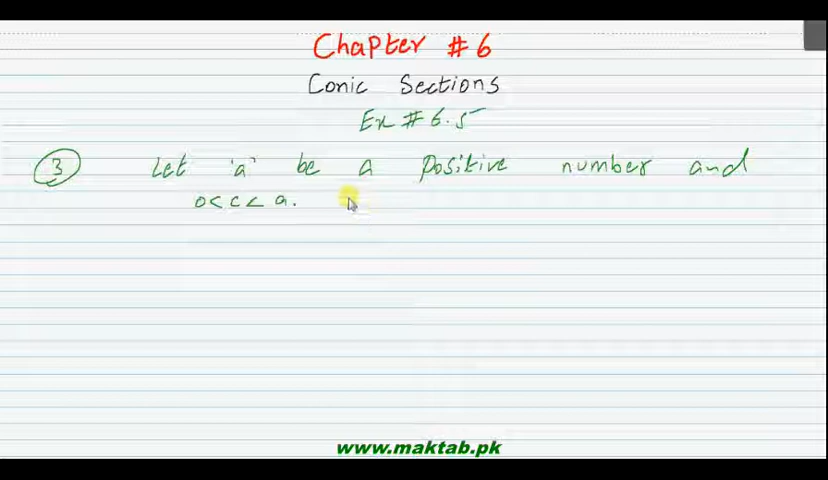 Chapter # 6
Conic Sections
Ex # 6.5
3 Let 'a' be a positive number and
0 < c < a.
www.maktab.pk